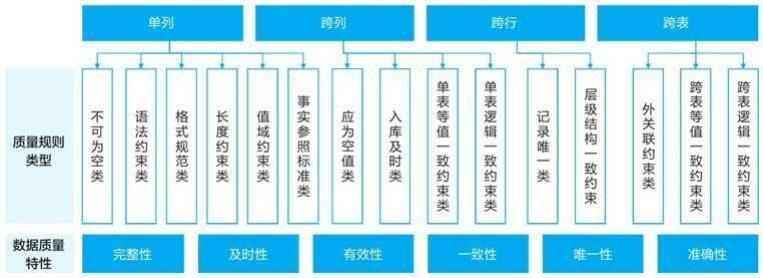 单列
跨列
跨行
跨表
质量规则
类型
不可为空类
语法约束类
格式规范类
长度约束类
值域约束类
事实参照标准类
应为空值类
入库及时类
单表等值一致约束类
单表逻辑一致约束类
记录唯一类
层级结构一致约束
外关联约束类
跨表等值一致约束类
跨表逻辑一致约束类
数据质量
特性
完整性
及时性
有效性
一致性
唯一性
准确性